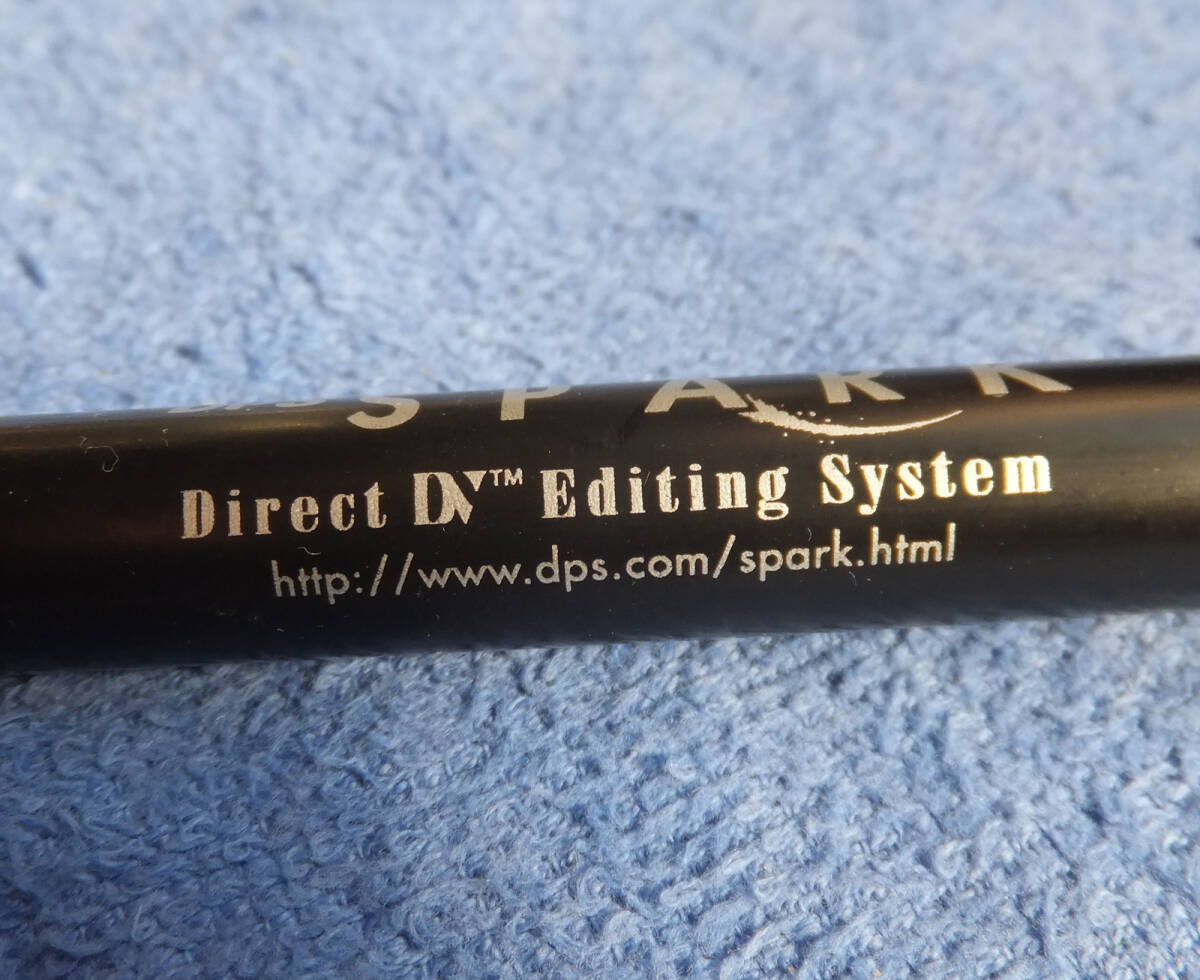 SPARK
Direct DV™ Editing System
http://www.dps.com/spark.html